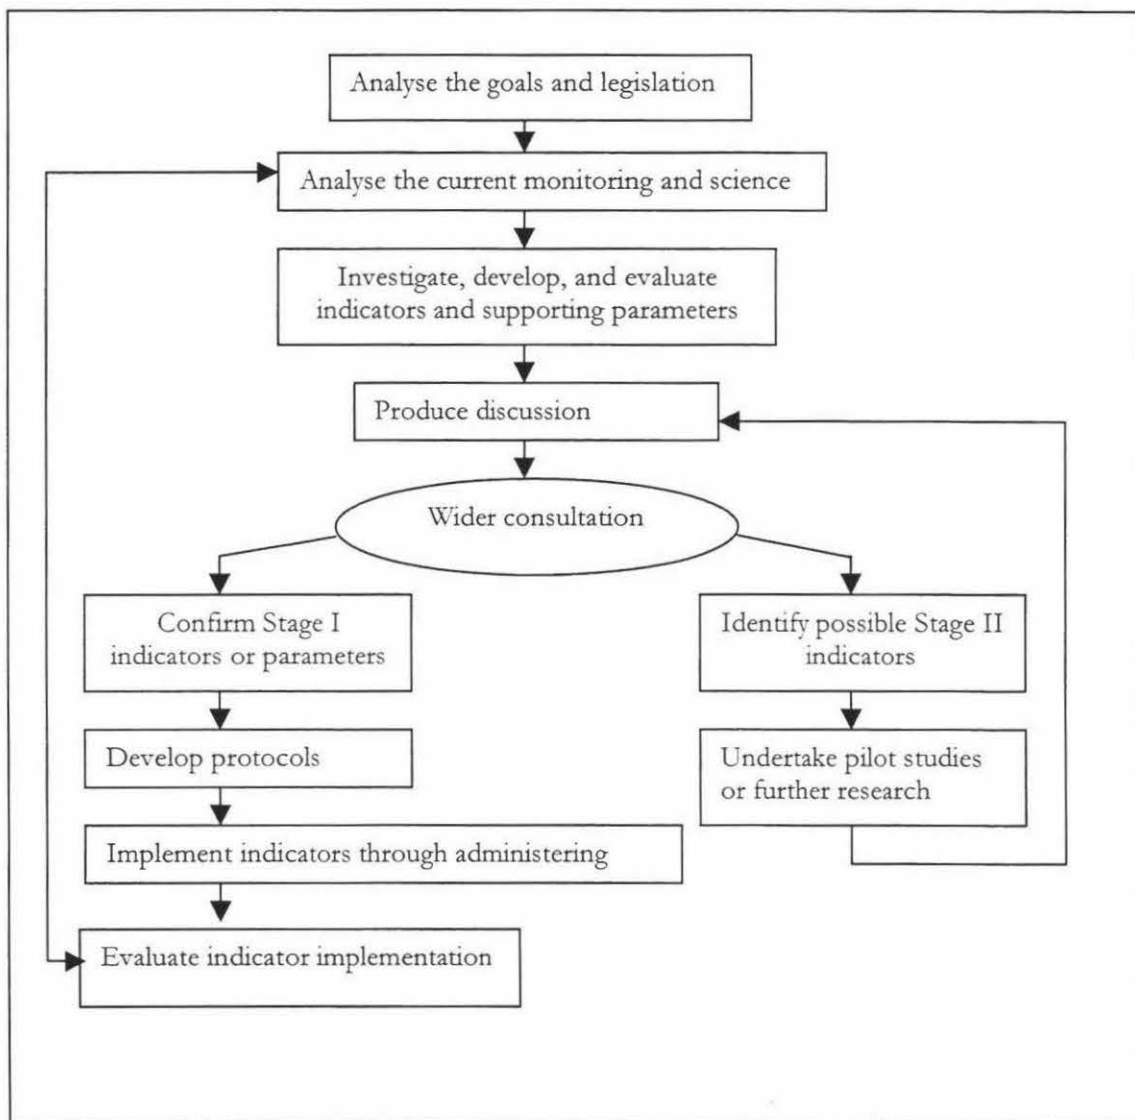 Analyse the goals and legislation
Analyse the current monitoring and science
Investigate, develop, and evaluate
indicators and supporting parameters
Produce discussion
Wider consultation
Confirm Stage I
indicators or parameters
Identify possible Stage II
indicators
Develop protocols
Undertake pilot studies
or further research
Implement indicators through administering
Evaluate indicator implementation